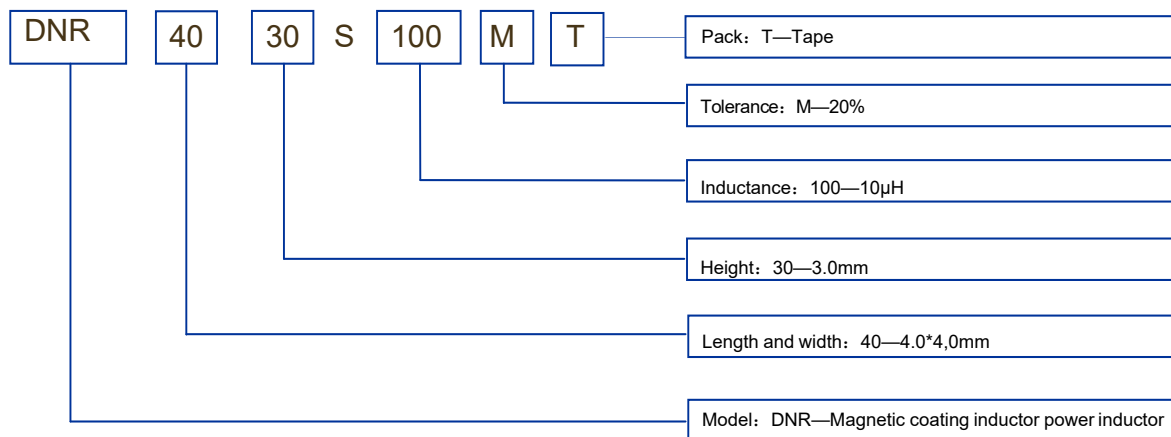 DNR 40 30 S 100 M T
Pack：T—Tape
Tolerance：M—20%
Inductance：100—10μH
Height：30—3.0mm
Length and width：40—4.0*4,0mm
Model：DNR—Magnetic coating inductor power inductor